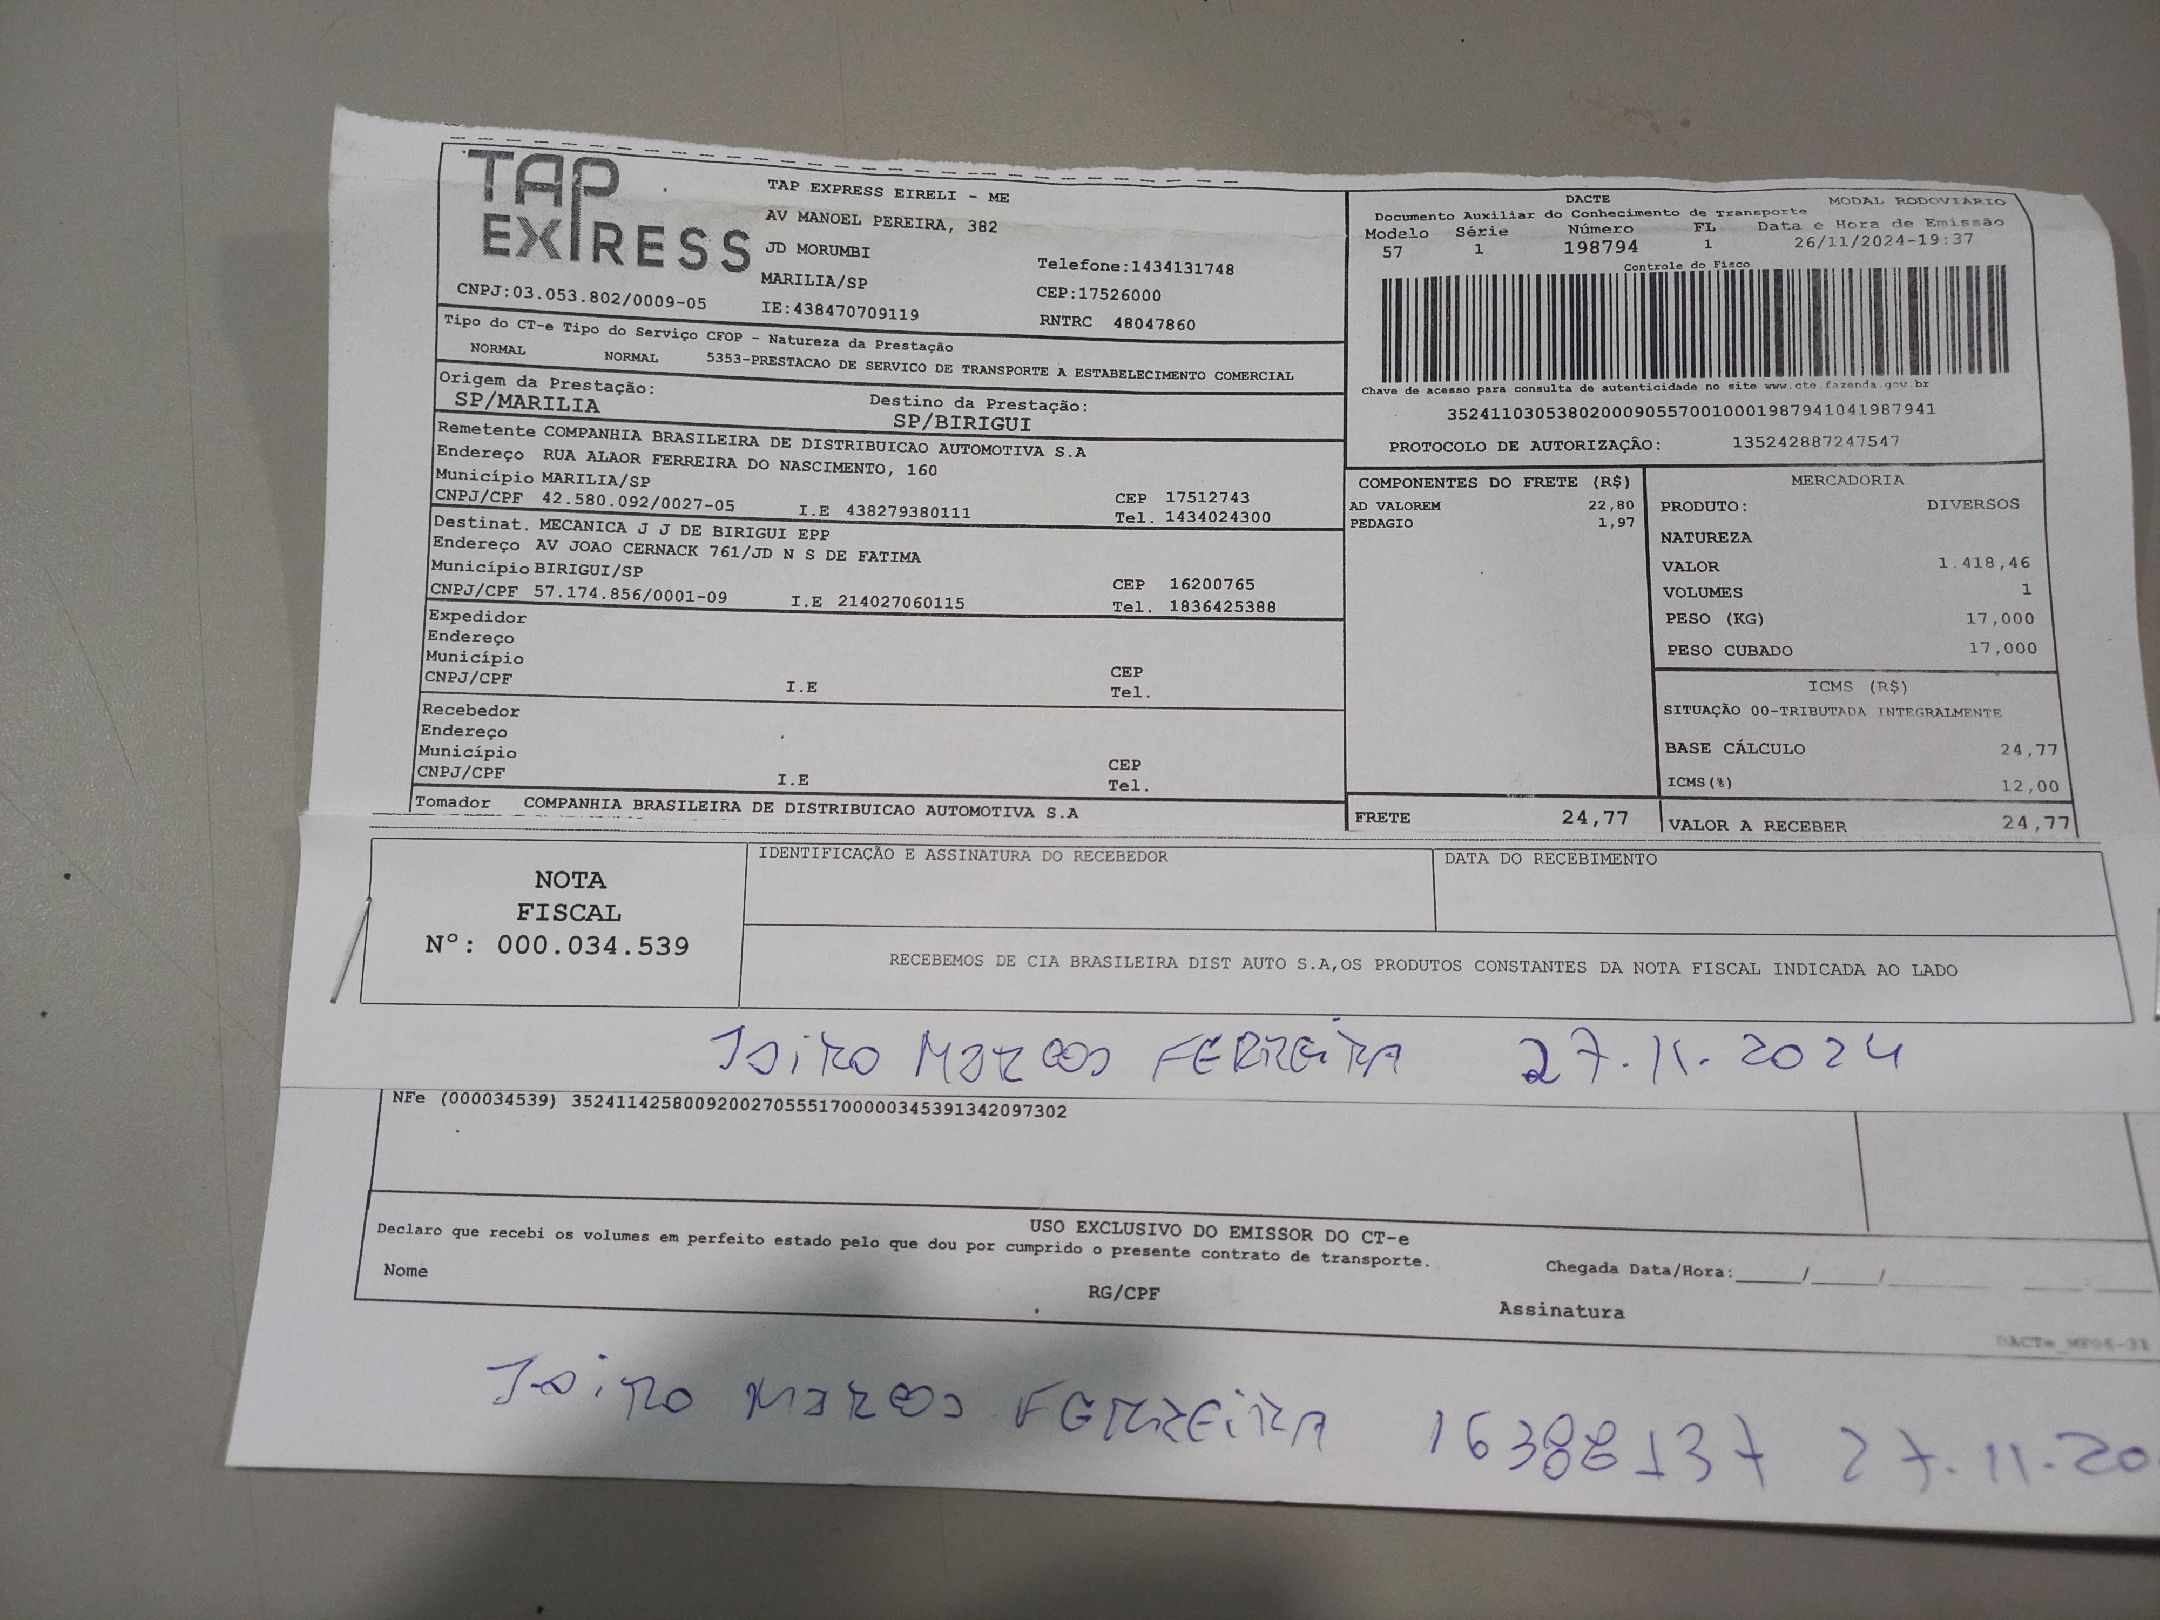 TAP EXPRESS
TAP EXPRESS EIRELI - ME
AV MANOEL PEREIRA, 382
JD MORUMBI
MARILIA/SP
IE:438470709119
Telefone:1434131748
CEP:17526000
RNTRC 48047860
CNPJ:03.053.802/0009-05
DACTE MODAL RODOVIÁRIO
Documento Auxiliar do Conhecimento de Transporte
Modelo Série Número FL Data e Hora de Emissão
57 1 198794 1 26/11/2024-19:37
Controle do Fisco
Chave de acesso para consulta de autenticidade no site www.cte.fazenda.gov.br
35241103053802000905570010001987941041987941
PROTOCOLO DE AUTORIZAÇÃO: 135242887247547
Tipo do CT-e Tipo do Serviço CFOP - Natureza da Prestação
NORMAL NORMAL 5353-PRESTACAO DE SERVICO DE TRANSPORTE A ESTABELECIMENTO COMERCIAL
Origem da Prestação: Destino da Prestação:
SP/MARILIA SP/BIRIGUI
Remetente COMPANHIA BRASILEIRA DE DISTRIBUICAO AUTOMOTIVA S.A
Endereço RUA ALAOR FERREIRA DO NASCIMENTO, 160
Município MARILIA/SP CEP 17512743
CNPJ/CPF 42.580.092/0027-05 I.E 438279380111 Tel. 1434024300
Destinat. MECANICA J J DE BIRIGUI EPP
Endereço AV JOAO CERNACK 761/JD N S DE FATIMA
Município BIRIGUI/SP CEP 16200765
CNPJ/CPF 57.174.856/0001-09 I.E 214027060115 Tel. 1836425388
Expedidor
Endereço
Município CEP
CNPJ/CPF I.E Tel.
Recebedor
Endereço
Município CEP
CNPJ/CPF I.E Tel.
Tomador COMPANHIA BRASILEIRA DE DISTRIBUICAO AUTOMOTIVA S.A
COMPONENTES DO FRETE (R$)
AD VALOREM 22,80
PEDAGIO 1,97
FRETE 24,77
MERCADORIA
PRODUTO: DIVERSOS
NATUREZA
VALOR 1.418,46
VOLUMES 1
PESO (KG) 17,000
PESO CUBADO 17,000
ICMS (R$)
SITUAÇÃO 00-TRIBUTADA INTEGRALMENTE
BASE CÁLCULO 24,77
ICMS(%) 12,00
VALOR A RECEBER 24,77
NOTA
FISCAL
Nº: 000.034.539
IDENTIFICAÇÃO E ASSINATURA DO RECEBEDOR
DATA DO RECEBIMENTO
RECEBEMOS DE CIA BRASILEIRA DIST AUTO S.A,OS PRODUTOS CONSTANTES DA NOTA FISCAL INDICADA AO LADO
Jairo Marcos FERREIRA 27.11.2024
NFe (000034539) 35241142580092002705551700000345391342097302
USO EXCLUSIVO DO EMISSOR DO CT-e
Declaro que recebi os volumes em perfeito estado pelo que dou por cumprido o presente contrato de transporte.
Chegada Data/Hora:_____/_____/
Nome RG/CPF Assinatura
Jairo Marcos FERREIRA 16388137 27.11.20